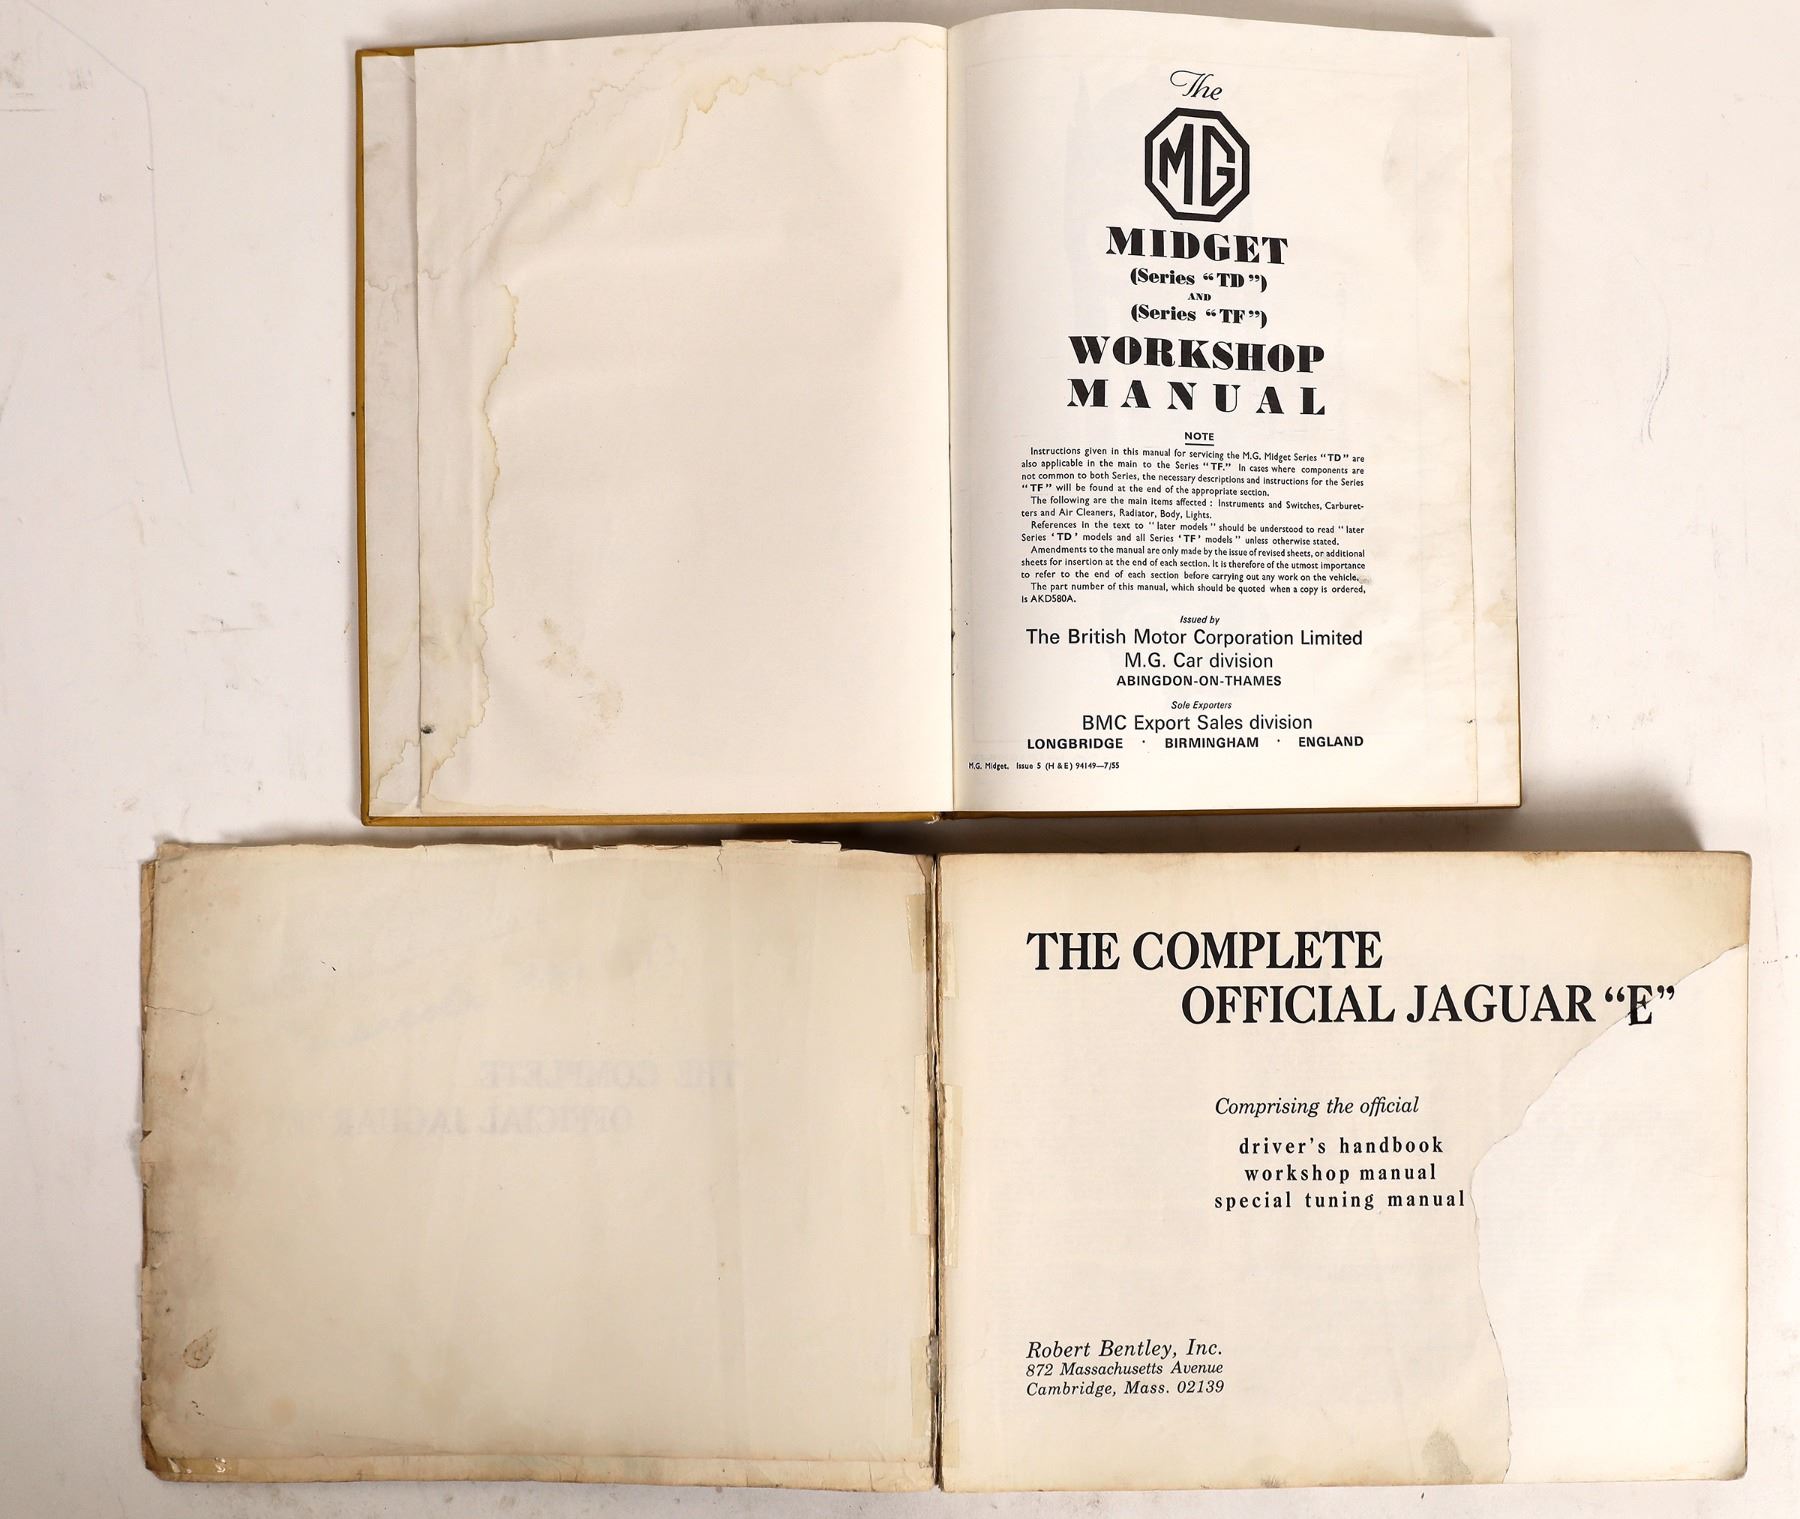 The
MG
MIDGET
(Series “TD”)
AND
(Series “TF”)
WORKSHOP
MANUAL
NOTE
Instructions given in this manual for servicing the M.G. Midget Series “TD” are
also applicable in the main to the Series “TF.” In cases where components are
not common to both Series, the necessary descriptions and instructions for the Series
“TF” will be found at the end of the appropriate section.
The following are the main items affected : Instruments and Switches, Carburet-
ters and Air Cleaners, Radiator, Body, Lights.
References in the text to “later models” should be understood to read “later
Series ‘TD’ models and all Series ‘TF’ models” unless otherwise stated.
Amendments to the manual are only made by the issue of revised sheets, or additional
sheets for insertion at the end of each section. It is therefore of the utmost importance
to refer to the end of each section before carrying out any work on the vehicle.
The part number of this manual, which should be quoted when a copy is ordered,
is AKD580A.
Issued by
The British Motor Corporation Limited
M.G. Car division
ABINGDON-ON-THAMES
Sole Exporters
BMC Export Sales division
LONGBRIDGE · BIRMINGHAM · ENGLAND
M.G. Midget. Issue 5 (H & E) 94149—7/55
THE COMPLETE
OFFICIAL JAGUAR
THE COMPLETE
OFFICIAL JAGUAR “E”
Comprising the official
driver's handbook
workshop manual
special tuning manual
Robert Bentley, Inc.
872 Massachusetts Avenue
Cambridge, Mass. 02139